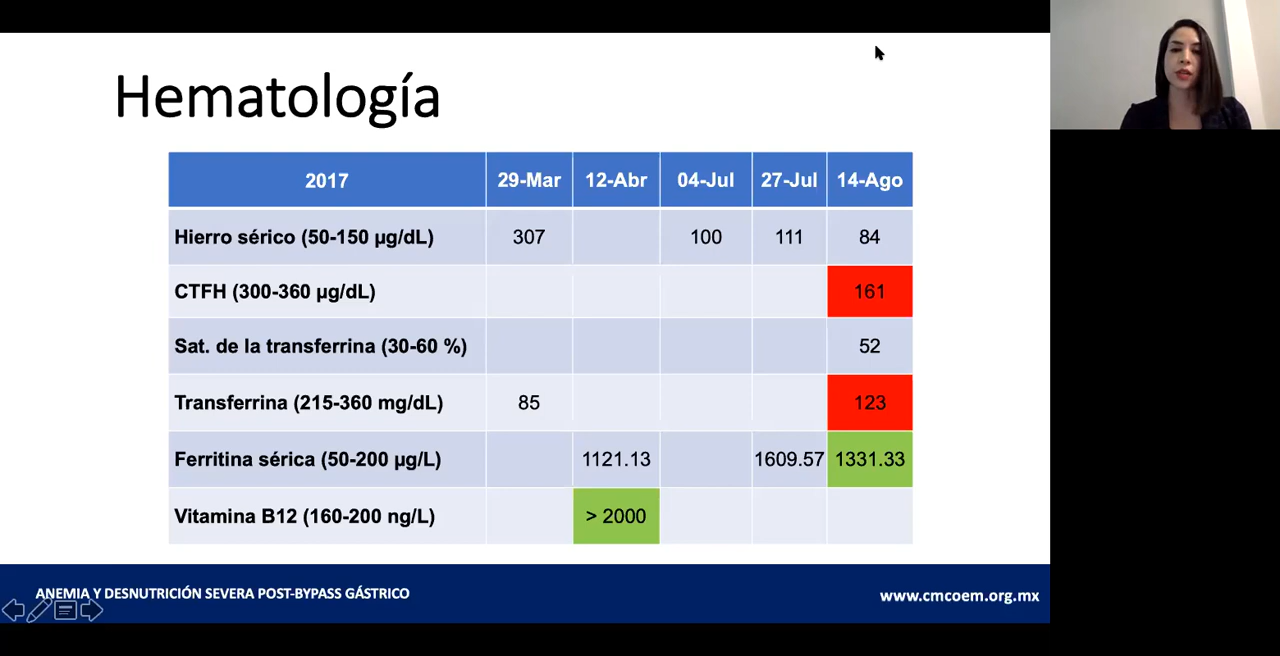 Hematología
2017 29-Mar 12-Abr 04-Jul 27-Jul 14-Ago
Hierro sérico (50-150 µg/dL) 307 100 111 84
CTFH (300-360 µg/dL) 161
Sat. de la transferrina (30-60 %) 52
Transferrina (215-360 mg/dL) 85 123
Ferritina sérica (50-200 µg/L) 1121.13 1609.57 1331.33
Vitamina B12 (160-200 ng/L) > 2000
ANEMIA Y DESNUTRICIÓN SEVERA POST-BYPASS GÁSTRICO
www.cmcoem.org.mx